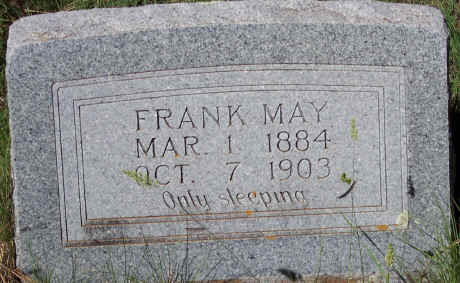 FRANK MAY
MAR. 1 1884
OCT. 7 1903
Only sleeping